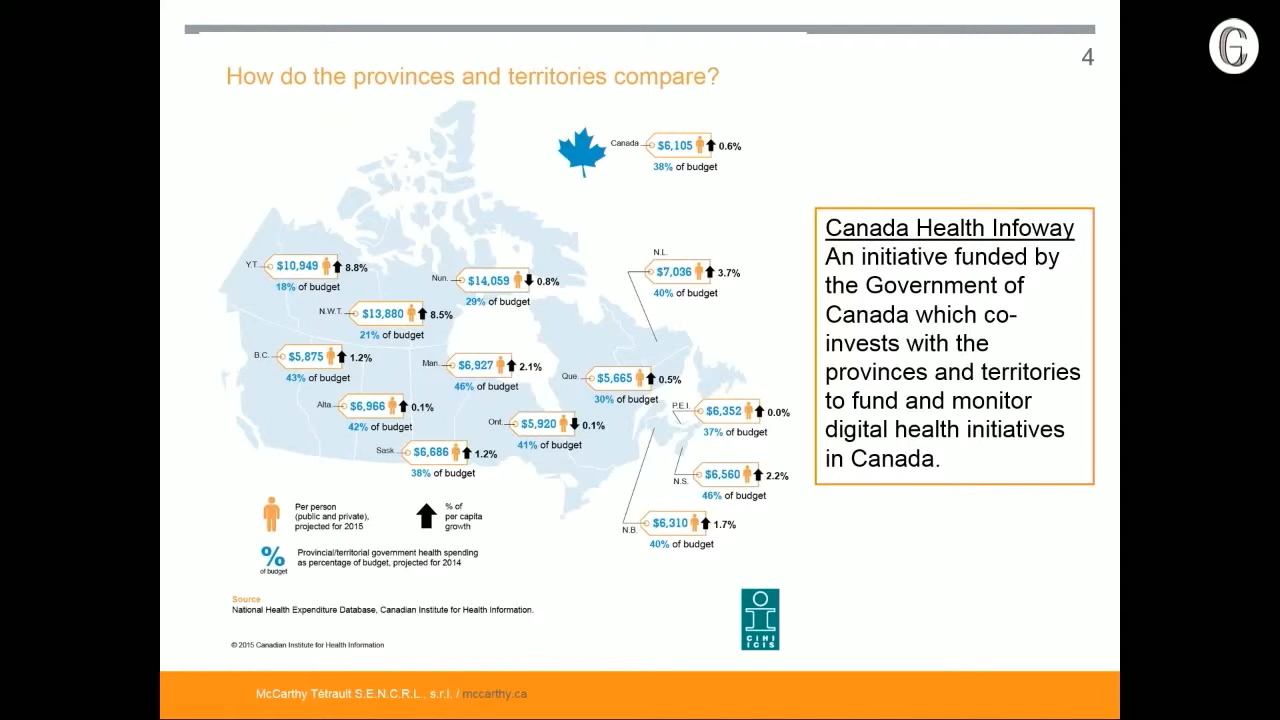 4
How do the provinces and territories compare?
Canada
$6,105
0.6%
38% of budget
Y.T.
$10,949
8.8%
18% of budget
Nun.
$14,059
0.8%
29% of budget
N.W.T.
$13,880
8.5%
21% of budget
N.L.
$7,036
3.7%
40% of budget
B.C.
$5,875
1.2%
43% of budget
Man.
$6,927
2.1%
46% of budget
Que.
$5,665
0.5%
30% of budget
Alta.
$6,966
0.1%
42% of budget
Ont.
$5,920
0.1%
41% of budget
P.E.I.
$6,352
0.0%
37% of budget
Sask.
$6,686
1.2%
38% of budget
N.S.
$6,560
2.2%
46% of budget
N.B.
$6,310
1.7%
40% of budget
Per person
(public and private),
projected for 2015
% of
per capita
growth
%
of budget
Provincial/territorial government health spending
as percentage of budget, projected for 2014
Source
National Health Expenditure Database, Canadian Institute for Health Information.
© 2015 Canadian Institute for Health Information
CIHI
ICIS
Canada Health Infoway
An initiative funded by
the Government of
Canada which co-
invests with the
provinces and territories
to fund and monitor
digital health initiatives
in Canada.
McCarthy Tétrault S.E.N.C.R.L., s.r.l. / mccarthy.ca